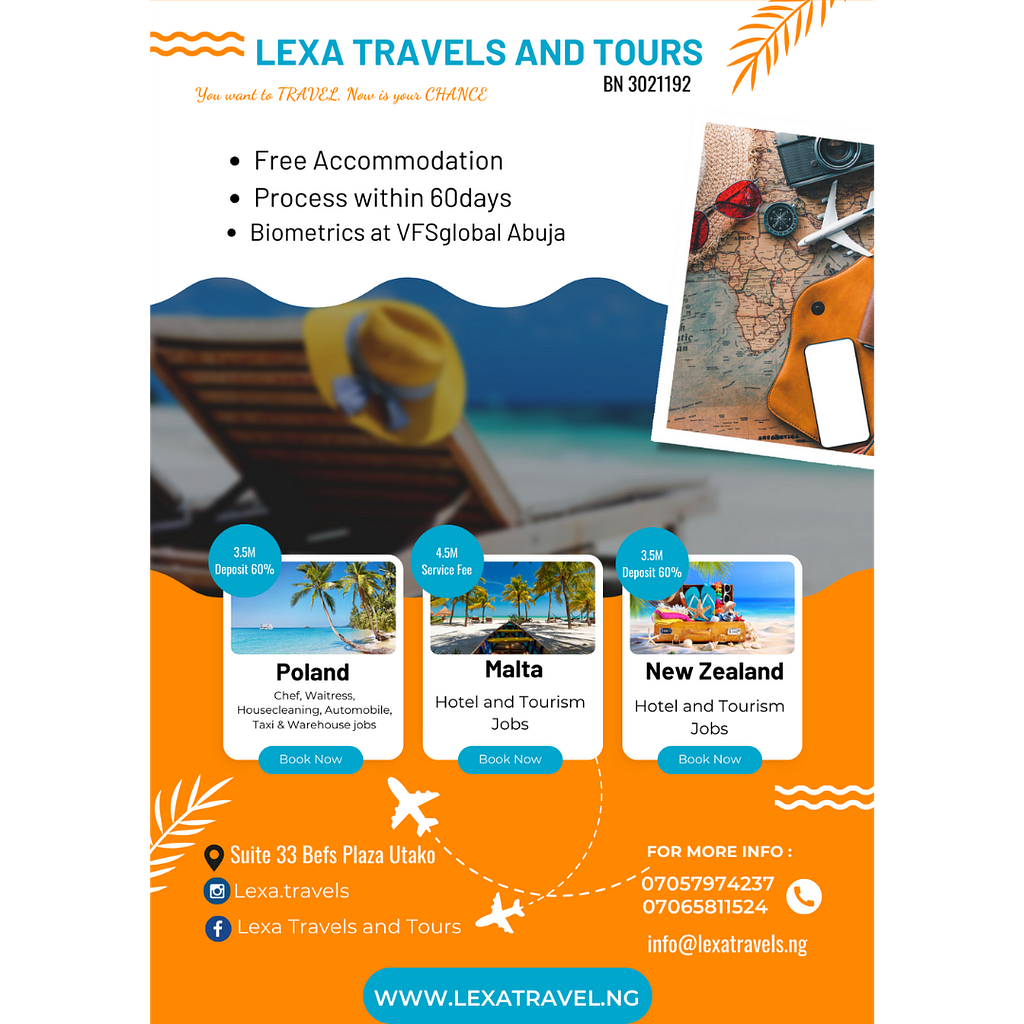 LEXA TRAVELS AND TOURS
BN 3021192
You want to TRAVEL. Now is your CHANCE
Free Accommodation
Process within 60days
Biometrics at VFSglobal Abuja
3.5M
Deposit 60%
Poland
Chef, Waitress,
Housecleaning, Automobile,
Taxi & Warehouse jobs
Book Now
4.5M
Service Fee
Malta
Hotel and Tourism
Jobs
Book Now
3.5M
Deposit 60%
New Zealand
Hotel and Tourism
Jobs
Book Now
Suite 33 Befs Plaza Utako
Lexa.travels
Lexa Travels and Tours
FOR MORE INFO :
07057974237
07065811524
info@lexatravels.ng
WWW.LEXATRAVEL.NG